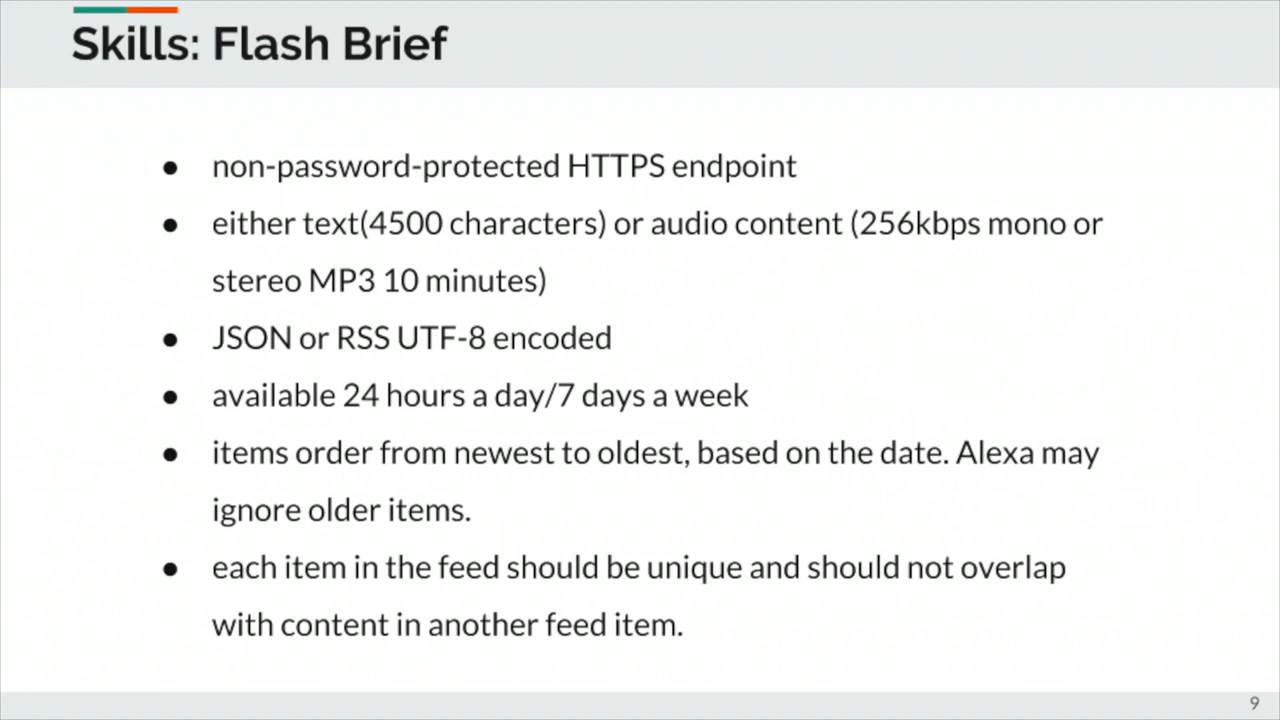 Skills: Flash Brief
● non-password-protected HTTPS endpoint
● either text(4500 characters) or audio content (256kbps mono or
stereo MP3 10 minutes)
● JSON or RSS UTF-8 encoded
● available 24 hours a day/7 days a week
● items order from newest to oldest, based on the date. Alexa may
ignore older items.
● each item in the feed should be unique and should not overlap
with content in another feed item.
9